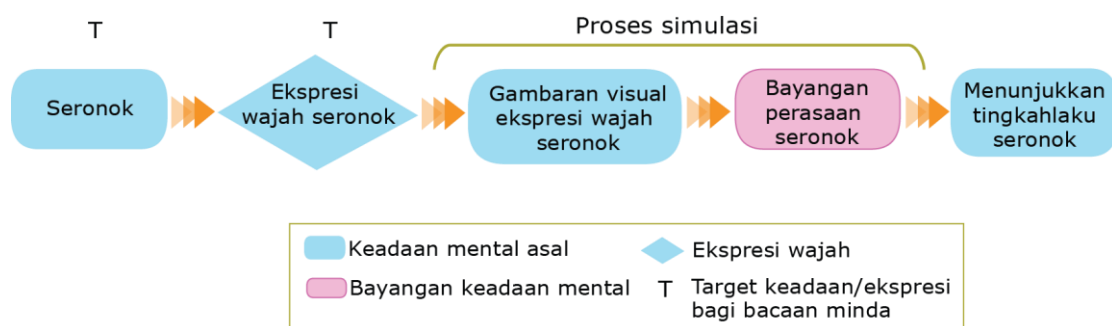 T
T
Proses simulasi
Seronok
Ekspresi
wajah seronok
Gambaran visual
ekspresi wajah
seronok
Bayangan
perasaan
seronok
Menunjukkan
tingkahlaku
seronok
Keadaan mental asal
Ekspresi wajah
Bayangan keadaan mental
T Target keadaan/ekspresi
bagi bacaan minda